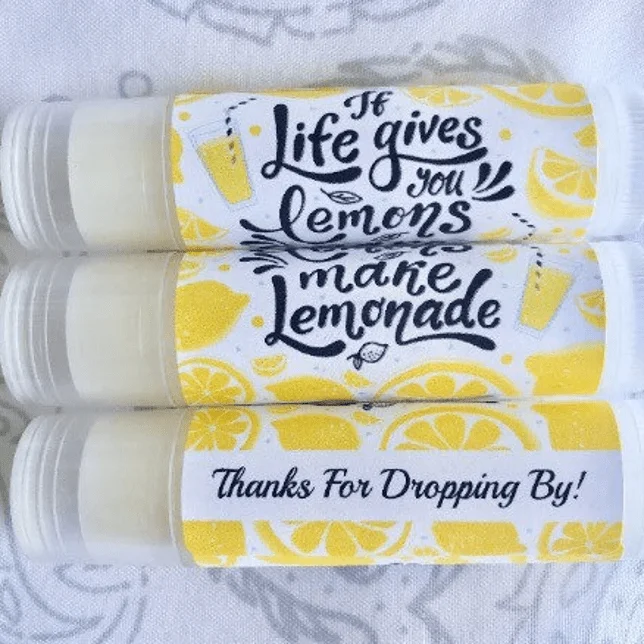 If
Life gives
you
lemons
make
Lemonade
Thanks For Dropping By!